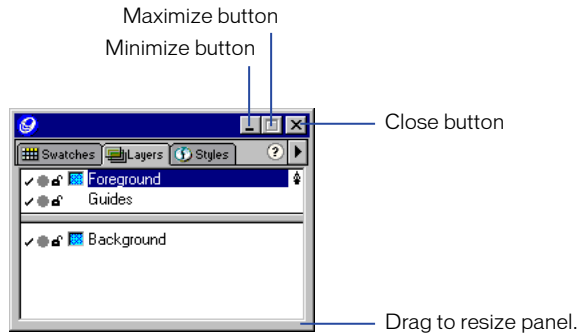 Maximize button
Minimize button
Close button
Swatches Layers Styles ?
Foreground
Guides
Background
Drag to resize panel.